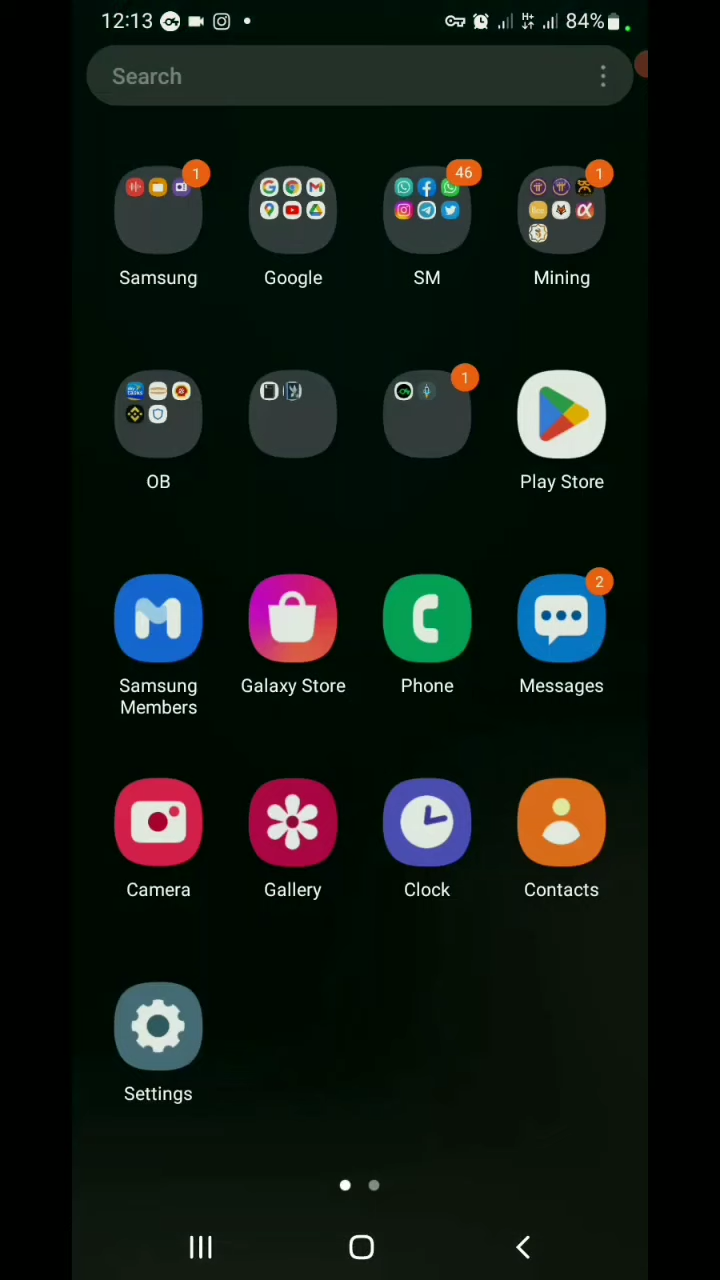 12:13
84%
Search
1
46
1
Samsung
Google
SM
Mining
1
OB
Play Store
2
Samsung
Members
Galaxy Store
Phone
Messages
Camera
Gallery
Clock
Contacts
Settings